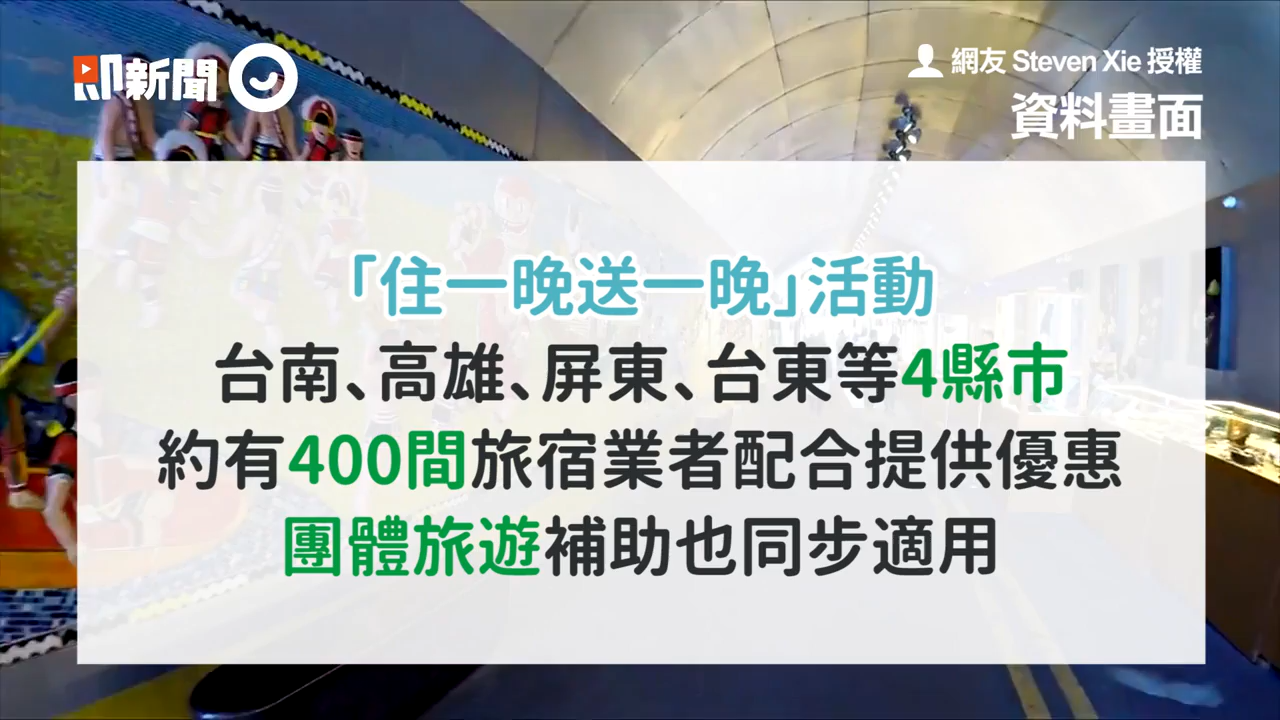 即新聞
網友 Steven Xie 授權
資料畫面
「住一晚送一晚」活動
台南、高雄、屏東、台東等4縣市
約有400間旅宿業者配合提供優惠
團體旅遊補助也同步適用